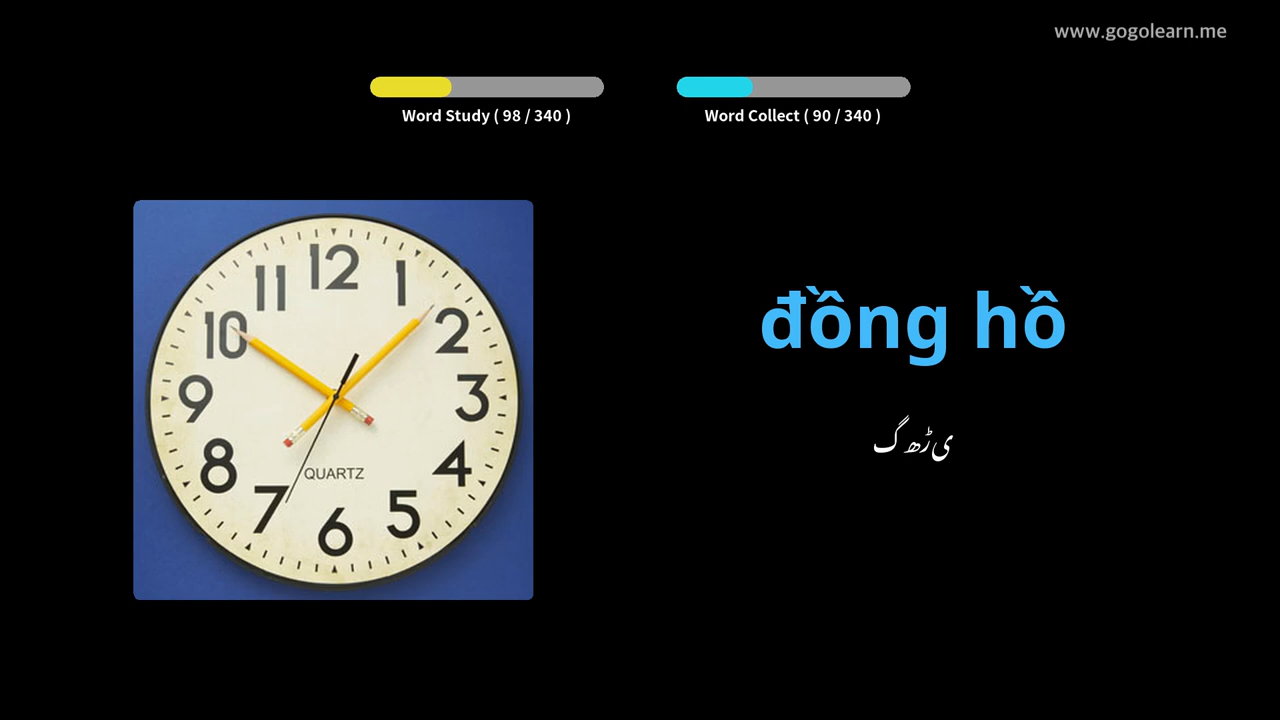 www.gogolearn.me
Word Study ( 98 / 340 )
Word Collect ( 90 / 340 )
12
1
2
3
4
5
6
7
8
9
10
11
QUARTZ
đồng hồ
یڑھ گ